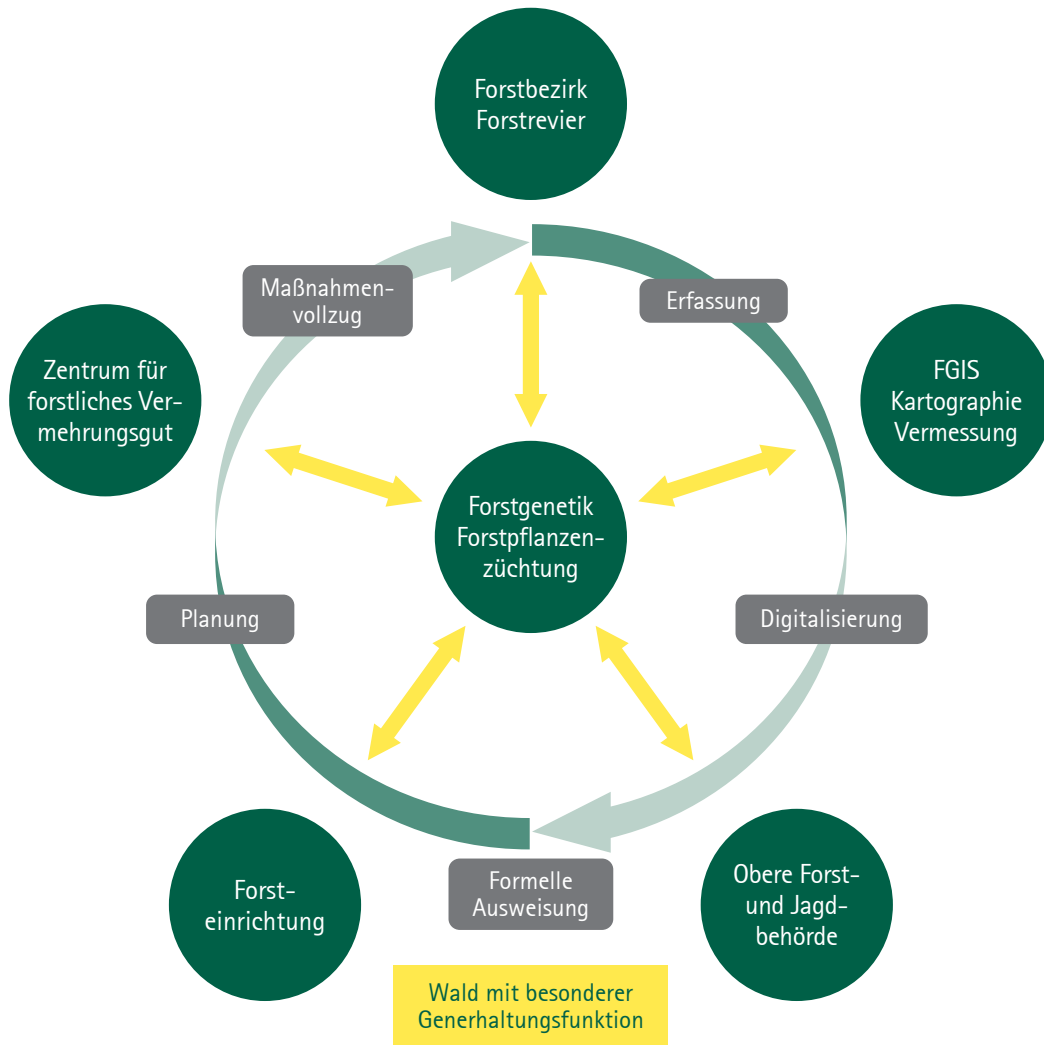 Forstbezirk
Forstrevier
Maßnahmen-
vollzug
Erfassung
Zentrum für
forstliches Ver-
mehrungsgut
FGIS
Kartographie
Vermessung
Forstgenetik
Forstpflanzen-
züchtung
Planung
Digitalisierung
Forst-
einrichtung
Formelle
Ausweisung
Obere Forst-
und Jagd-
behörde
Wald mit besonderer
Generhaltungsfunktion